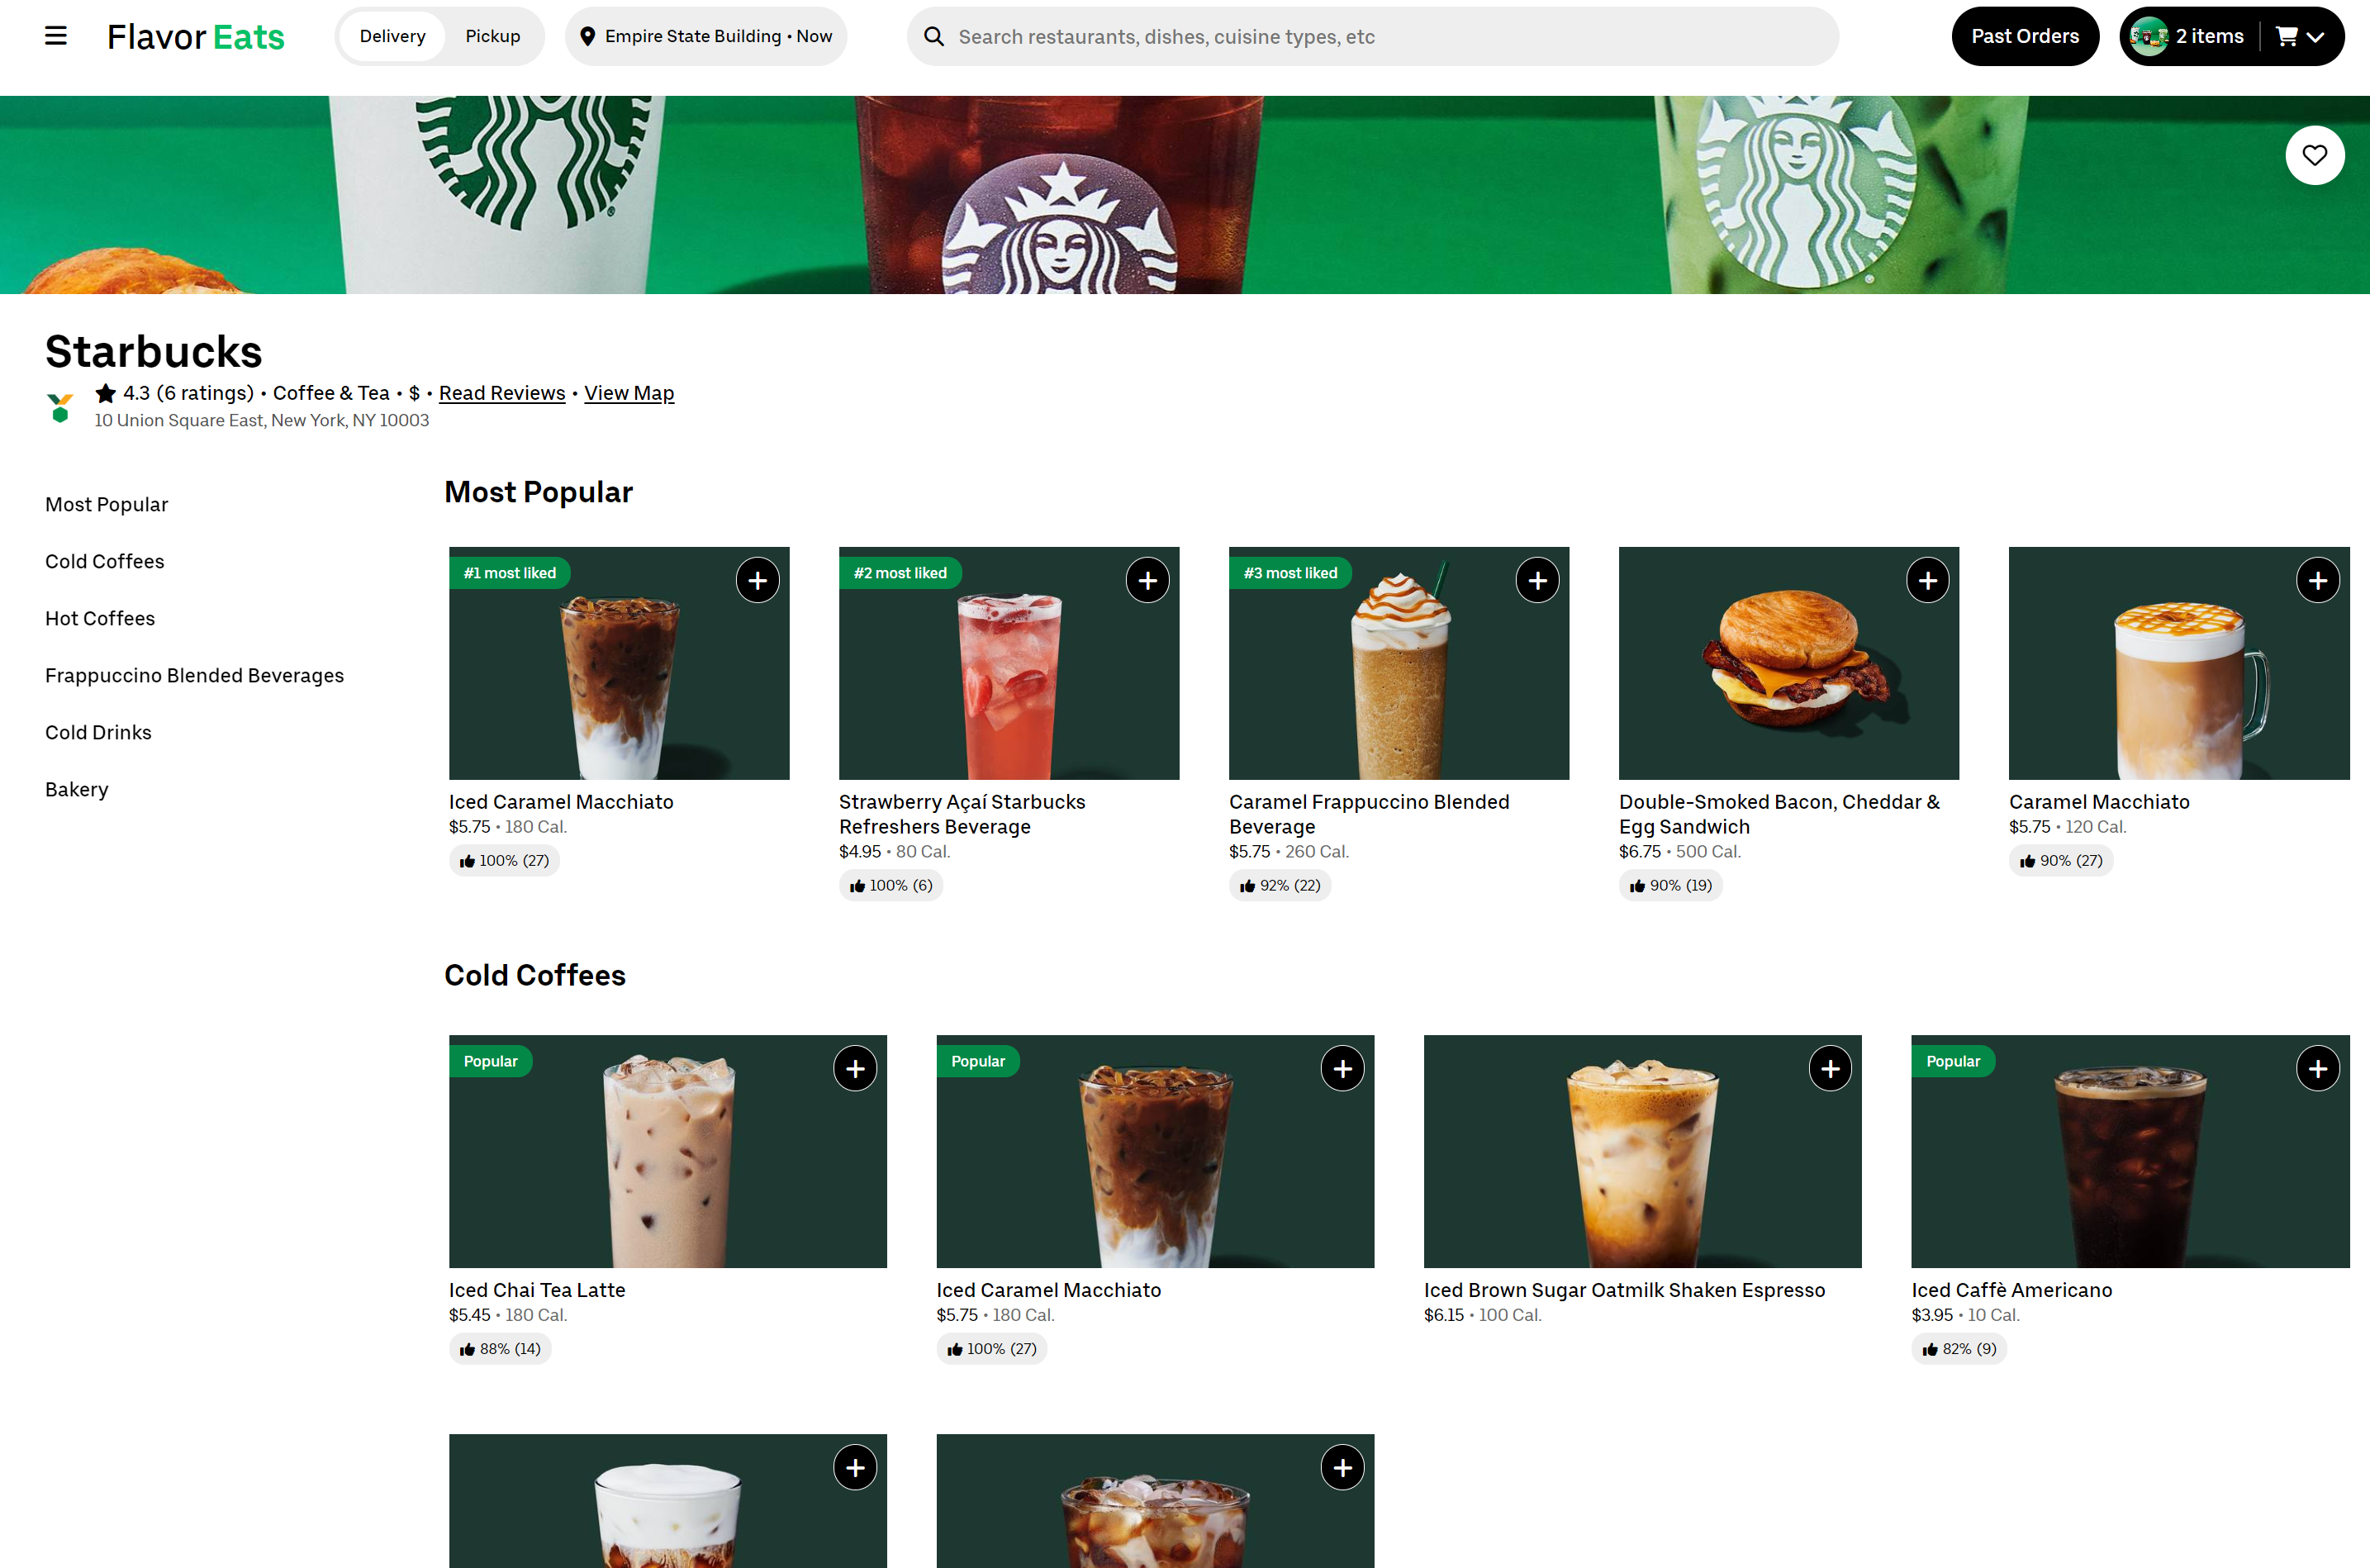 Flavor Eats
Delivery
Pickup
Empire State Building • Now
Search restaurants, dishes, cuisine types, etc
Past Orders
2 items
Starbucks
4.3 (6 ratings) • Coffee & Tea • $ • Read Reviews • View Map
10 Union Square East, New York, NY 10003
Most Popular
Cold Coffees
Hot Coffees
Frappuccino Blended Beverages
Cold Drinks
Bakery
Most Popular
#1 most liked
Iced Caramel Macchiato
$5.75 • 180 Cal.
100% (27)
#2 most liked
Strawberry Açaí Starbucks
Refreshers Beverage
$4.95 • 80 Cal.
100% (6)
#3 most liked
Caramel Frappuccino Blended
Beverage
$5.75 • 260 Cal.
92% (22)
Double-Smoked Bacon, Cheddar &
Egg Sandwich
$6.75 • 500 Cal.
90% (19)
Caramel Macchiato
$5.75 • 120 Cal.
90% (27)
Cold Coffees
Popular
Iced Chai Tea Latte
$5.45 • 180 Cal.
88% (14)
Popular
Iced Caramel Macchiato
$5.75 • 180 Cal.
100% (27)
Iced Brown Sugar Oatmilk Shaken Espresso
$6.15 • 100 Cal.
Popular
Iced Caffè Americano
$3.95 • 10 Cal.
82% (9)